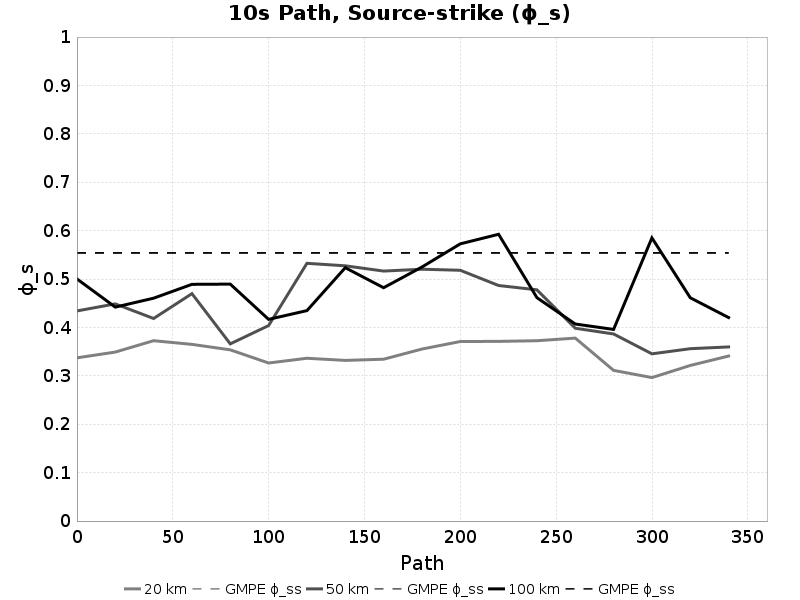 10s Path, Source-strike (ϕ_s)
1
0.9
0.8
0.7
0.6
0.5
0.4
0.3
0.2
0.1
0
ϕ_s
0 50 100 150 200 250 300 350
Path
20 km GMPE ϕ_ss 50 km GMPE ϕ_ss 100 km GMPE ϕ_ss